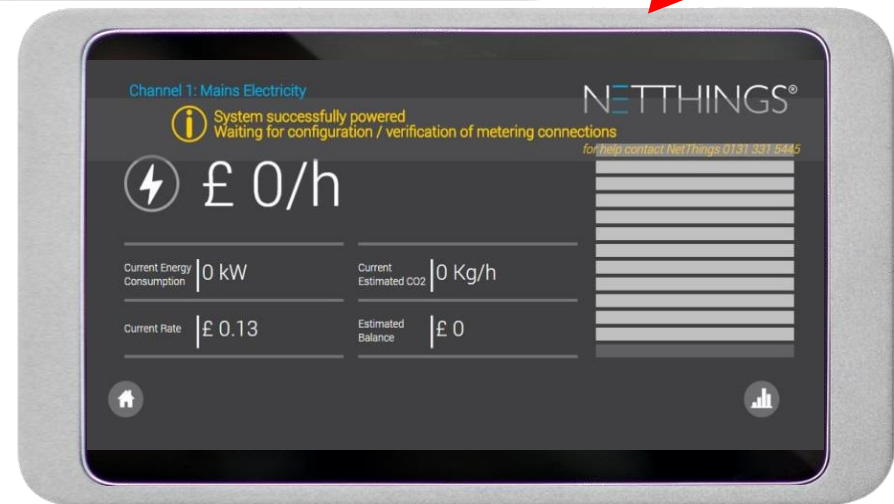 Channel 1: Mains Electricity
NETTHINGS®
System successfully powered
Waiting for configuration / verification of metering connections
for help contact NetThings 0131 331 5445
£ 0/h
Current Energy
Consumption
0 kW
Current
Estimated CO2
0 Kg/h
Current Rate
£ 0.13
Estimated
Balance
£ 0